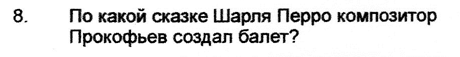 8. По какой сказке Шарля Перро композитор
Прокофьев создал балет?